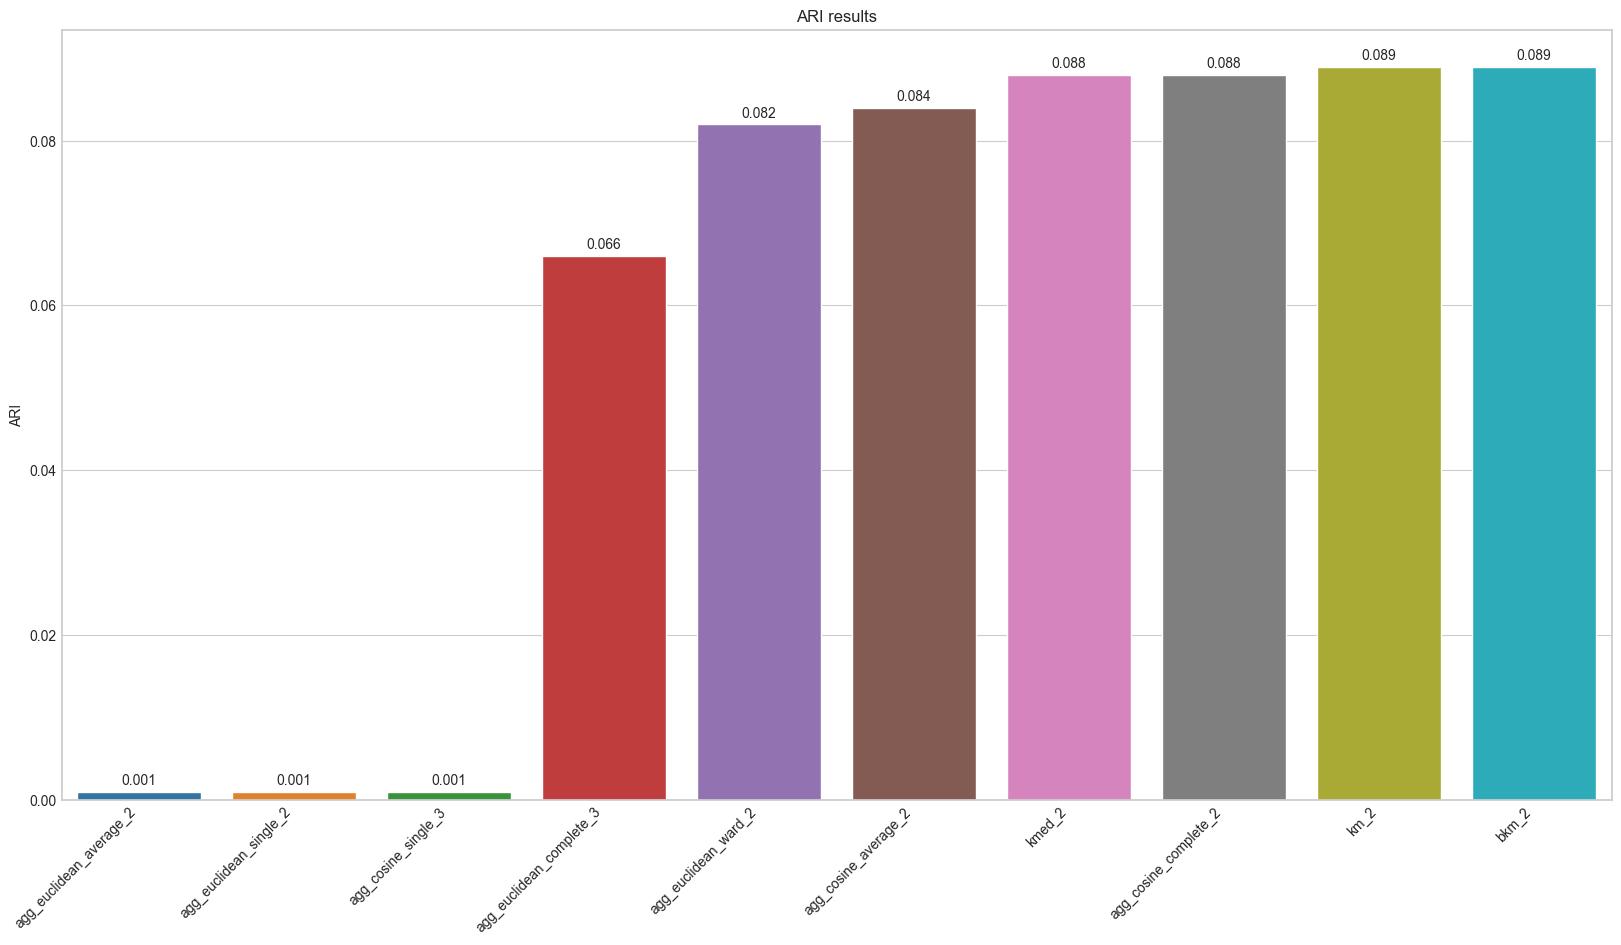 ARI results
ARI
0.08
0.06
0.04
0.02
0.00
0.001
0.001
0.001
0.066
0.082
0.084
0.088
0.088
0.089
0.089
agg_euclidean_average_2
agg_euclidean_single_2
agg_cosine_single_3
agg_euclidean_complete_3
agg_euclidean_ward_2
agg_cosine_average_2
kmed_2
agg_cosine_complete_2
km_2
bkm_2